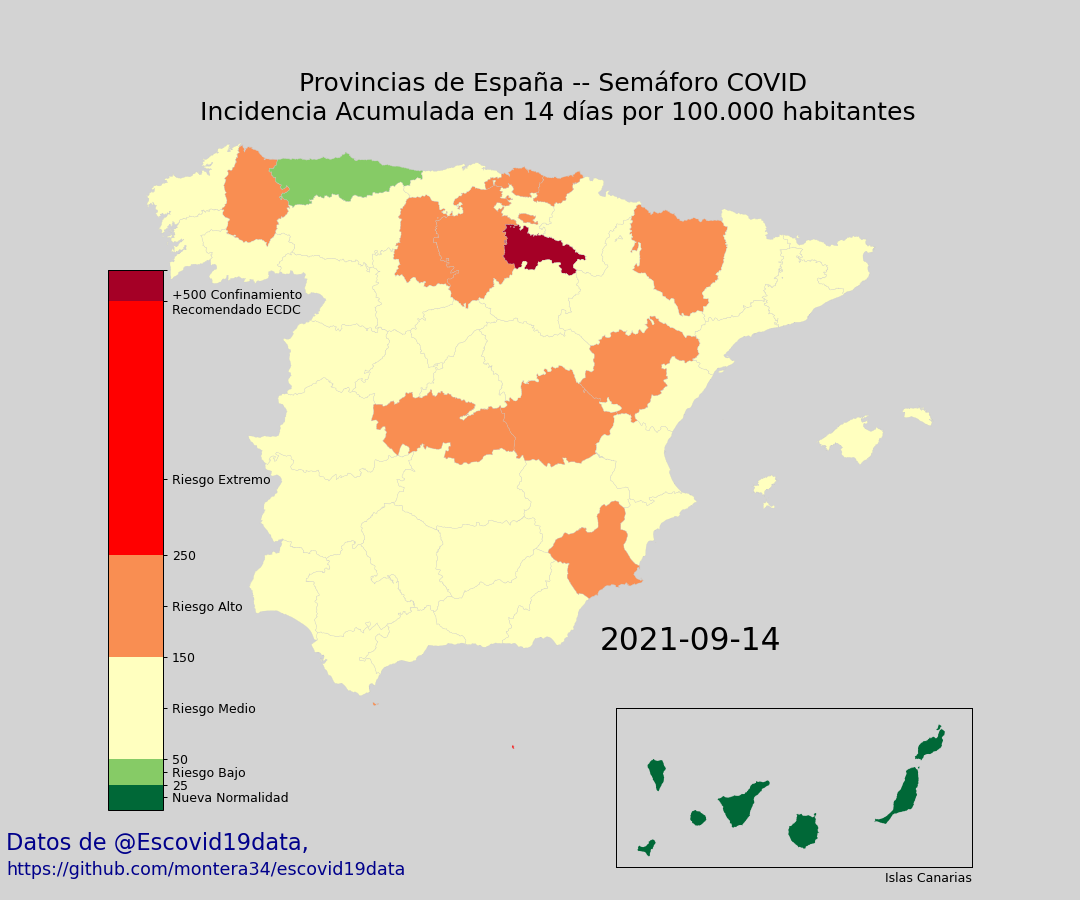 Provincias de España -- Semáforo COVID
Incidencia Acumulada en 14 días por 100.000 habitantes
+500 Confinamiento
Recomendado ECDC
Riesgo Extremo
250
Riesgo Alto
150
Riesgo Medio
50
Riesgo Bajo
25
Nueva Normalidad
2021-09-14
Islas Canarias
Datos de @Escovid19data,
https://github.com/montera34/escovid19data